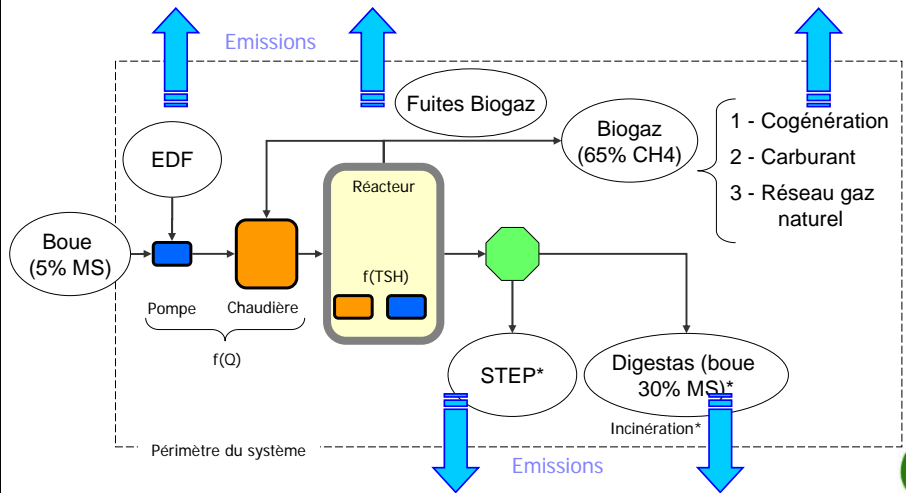 Emissions
Fuites Biogaz
Biogaz
(65% CH4)
1 - Cogénération
2 - Carburant
3 - Réseau gaz
naturel
EDF
Réacteur
Boue
(5% MS)
f(TSH)
Pompe
Chaudière
f(Q)
STEP*
Digestas (boue
30% MS)*
Incinération*
Périmètre du système
Emissions